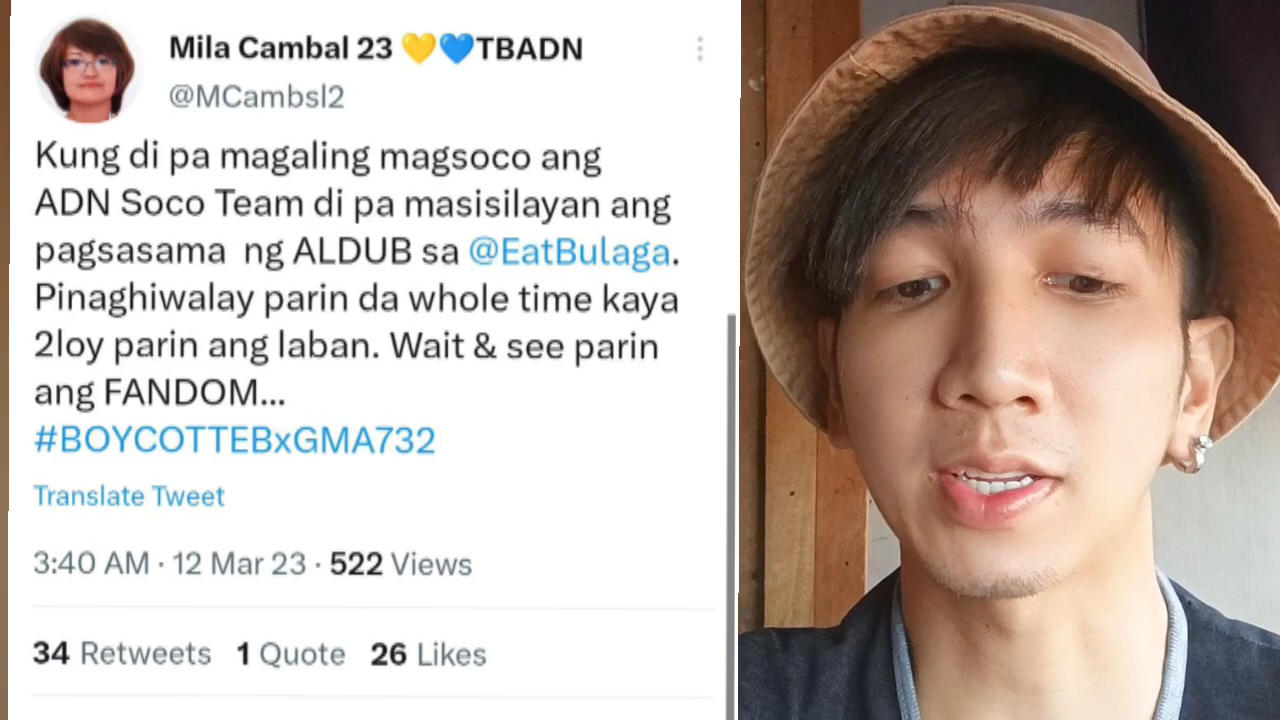 Mila Cambal 23 💛💙TBADN
@MCambsl2
Kung di pa magaling magsoco ang
ADN Soco Team di pa masisilayan ang
pagsasama ng ALDUB sa @EatBulaga.
Pinaghiwalay parin da whole time kaya
2loy parin ang laban. Wait & see parin
ang FANDOM...
#BOYCOTTEBxGMA732
Translate Tweet
3:40 AM · 12 Mar 23 · 522 Views
34 Retweets 1 Quote 26 Likes